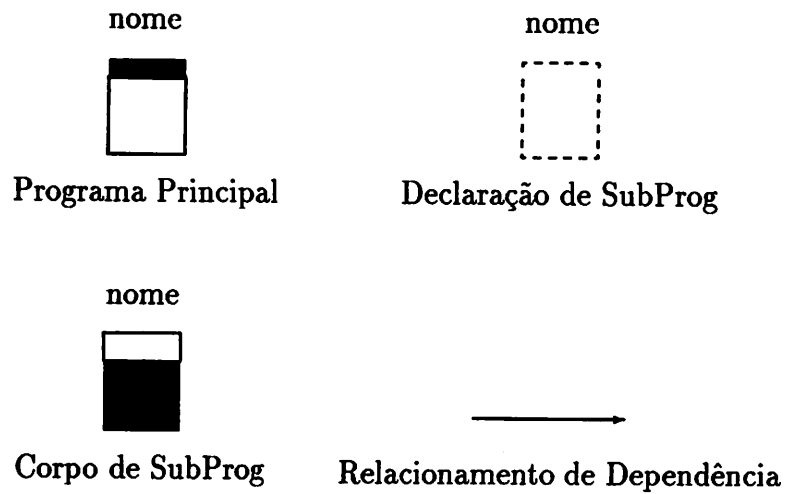 nome
nome
Programa Principal
Declaração de SubProg
nome
Corpo de SubProg
Relacionamento de Dependência